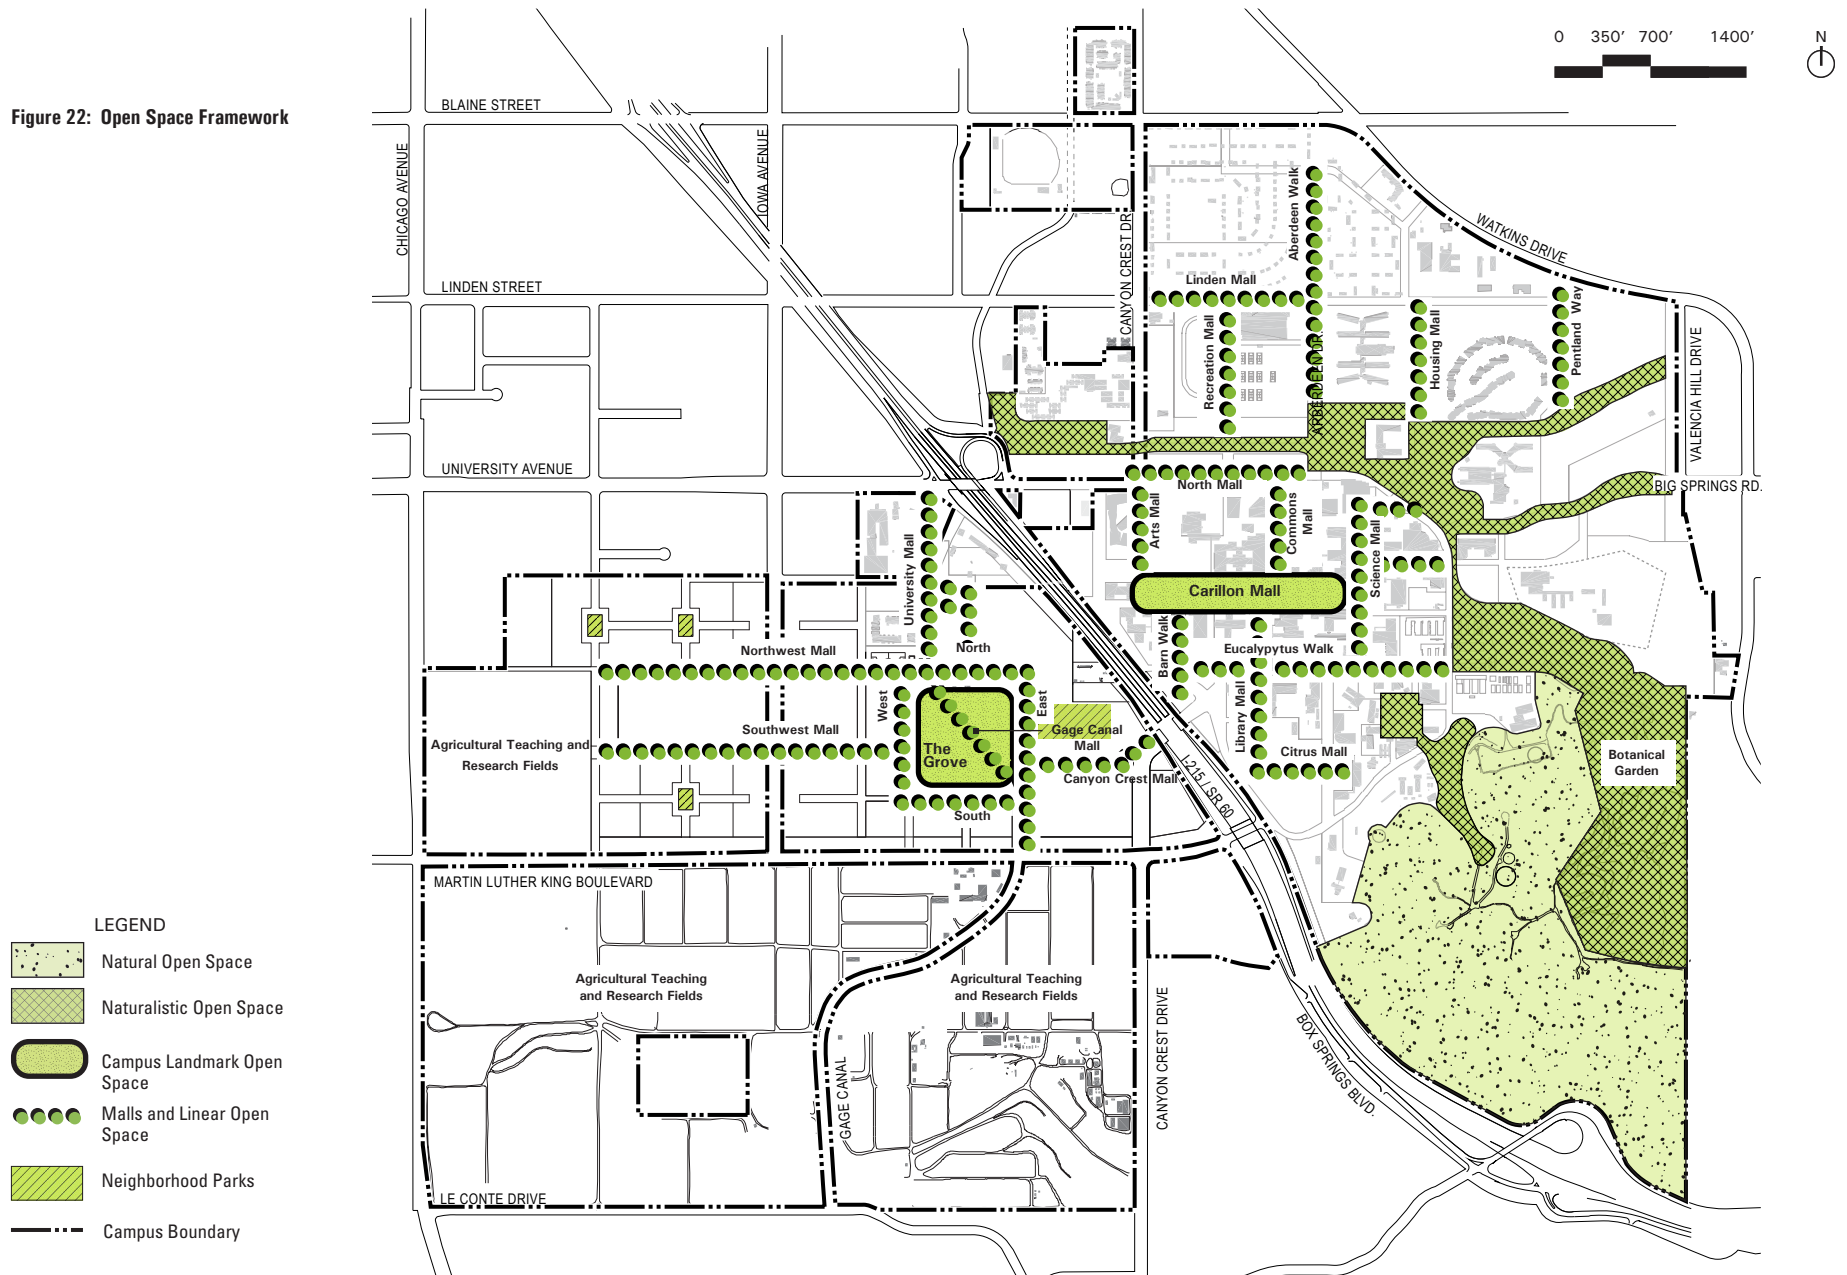 Figure 22: Open Space Framework
0 350’ 700’ 1400’
N
BLAINE STREET
CHICAGO AVENUE
IOWA AVENUE
LINDEN STREET
UNIVERSITY AVENUE
CANYON CREST DR
WATKINS DRIVE
VALENCIA HILL DRIVE
BIG SPRINGS RD.
Aberdeen Walk
Linden Mall
Recreation Mall
ARBERDEEN DR.
Housing Mall
Pentland Way
North Mall
Arts Mall
Commons
Mall
Science Mall
Carillon Mall
University Mall
North
Northwest Mall
Barn Walk
Eucalypytus Walk
Library Mall
West
East
Southwest Mall
The
Grove
Gage Canal
Mall
Canyon Crest Mall
Citrus Mall
South
Agricultural Teaching and
Research Fields
I-215 / SR 60
Botanical
Garden
MARTIN LUTHER KING BOULEVARD
Agricultural Teaching
and Research Fields
Agricultural Teaching
and Research Fields
GAGE CANAL
CANYON CREST DRIVE
BOX SPRINGS BLVD.
LE CONTE DRIVE
LEGEND
Natural Open Space
Naturalistic Open Space
Campus Landmark Open
Space
Malls and Linear Open
Space
Neighborhood Parks
Campus Boundary